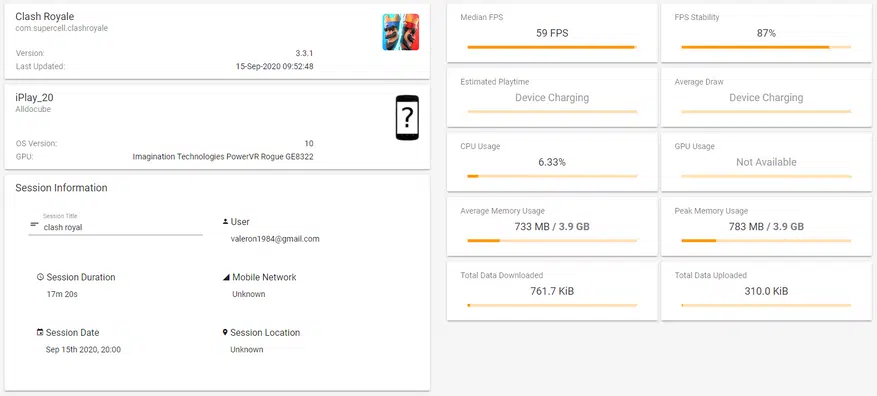 Clash Royale
com.supercell.clashroyale
Version: 3.3.1
Last Updated: 15-Sep-2020 09:52:48
iPlay_20
Alldocube
?
OS Version: 10
GPU: Imagination Technologies PowerVR Rogue GE8322
Session Information
Session Title
clash royal
User
valeron1984@gmail.com
Session Duration
17m 20s
Mobile Network
Unknown
Session Date
Sep 15th 2020, 20:00
Session Location
Unknown
Median FPS
59 FPS
FPS Stability
87%
Estimated Playtime
Device Charging
Average Draw
Device Charging
CPU Usage
6.33%
GPU Usage
Not Available
Average Memory Usage
733 MB / 3.9 GB
Peak Memory Usage
783 MB / 3.9 GB
Total Data Downloaded
761.7 KiB
Total Data Uploaded
310.0 KiB